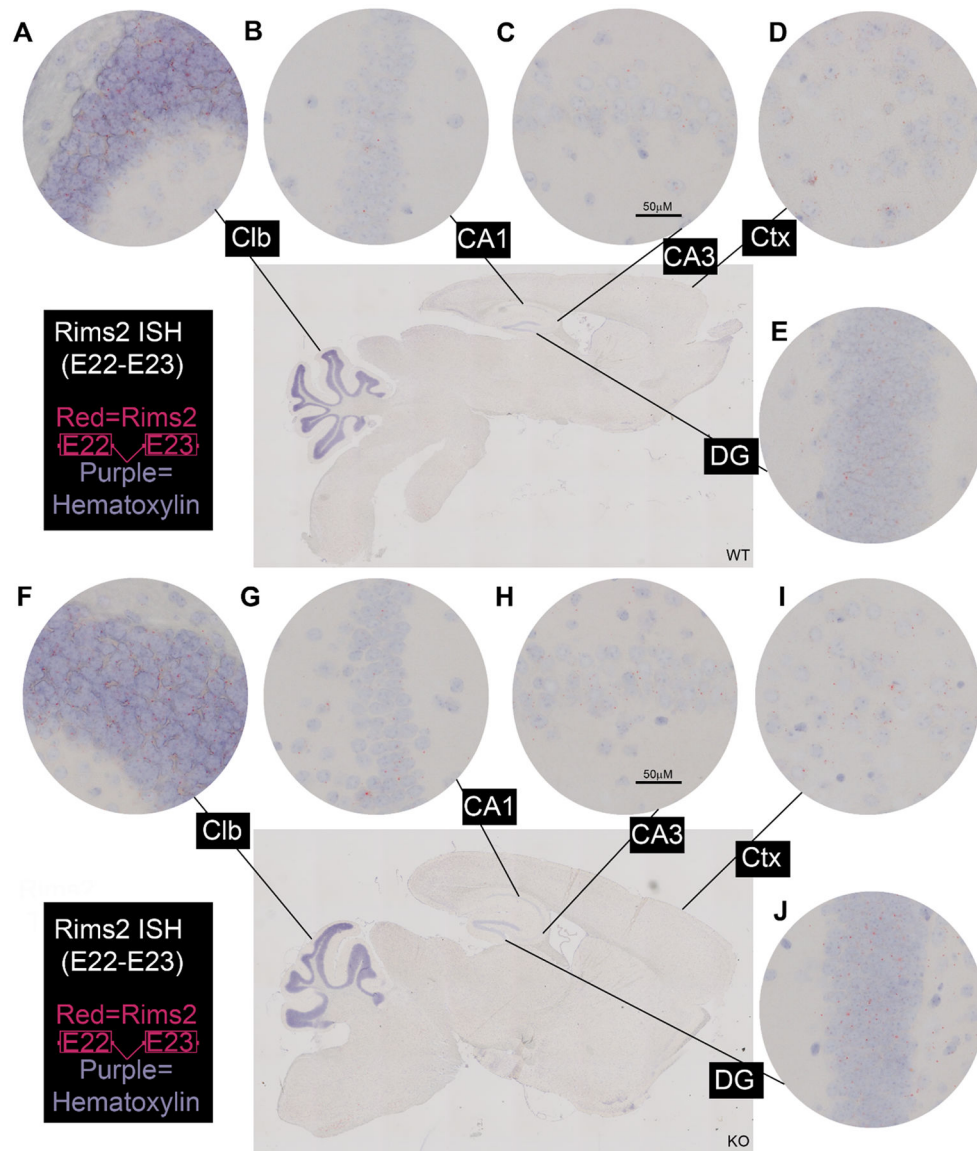 A
B
C
D
50µM
Clb
CA1
CA3
Ctx
Rims2 ISH
(E22-E23)
Red=Rims2
E22 E23
Purple=
Hematoxylin
E
DG
WT
F
G
H
I
50µM
Clb
CA1
CA3
Ctx
Rims2 ISH
(E22-E23)
Red=Rims2
E22 E23
Purple=
Hematoxylin
J
DG
KO